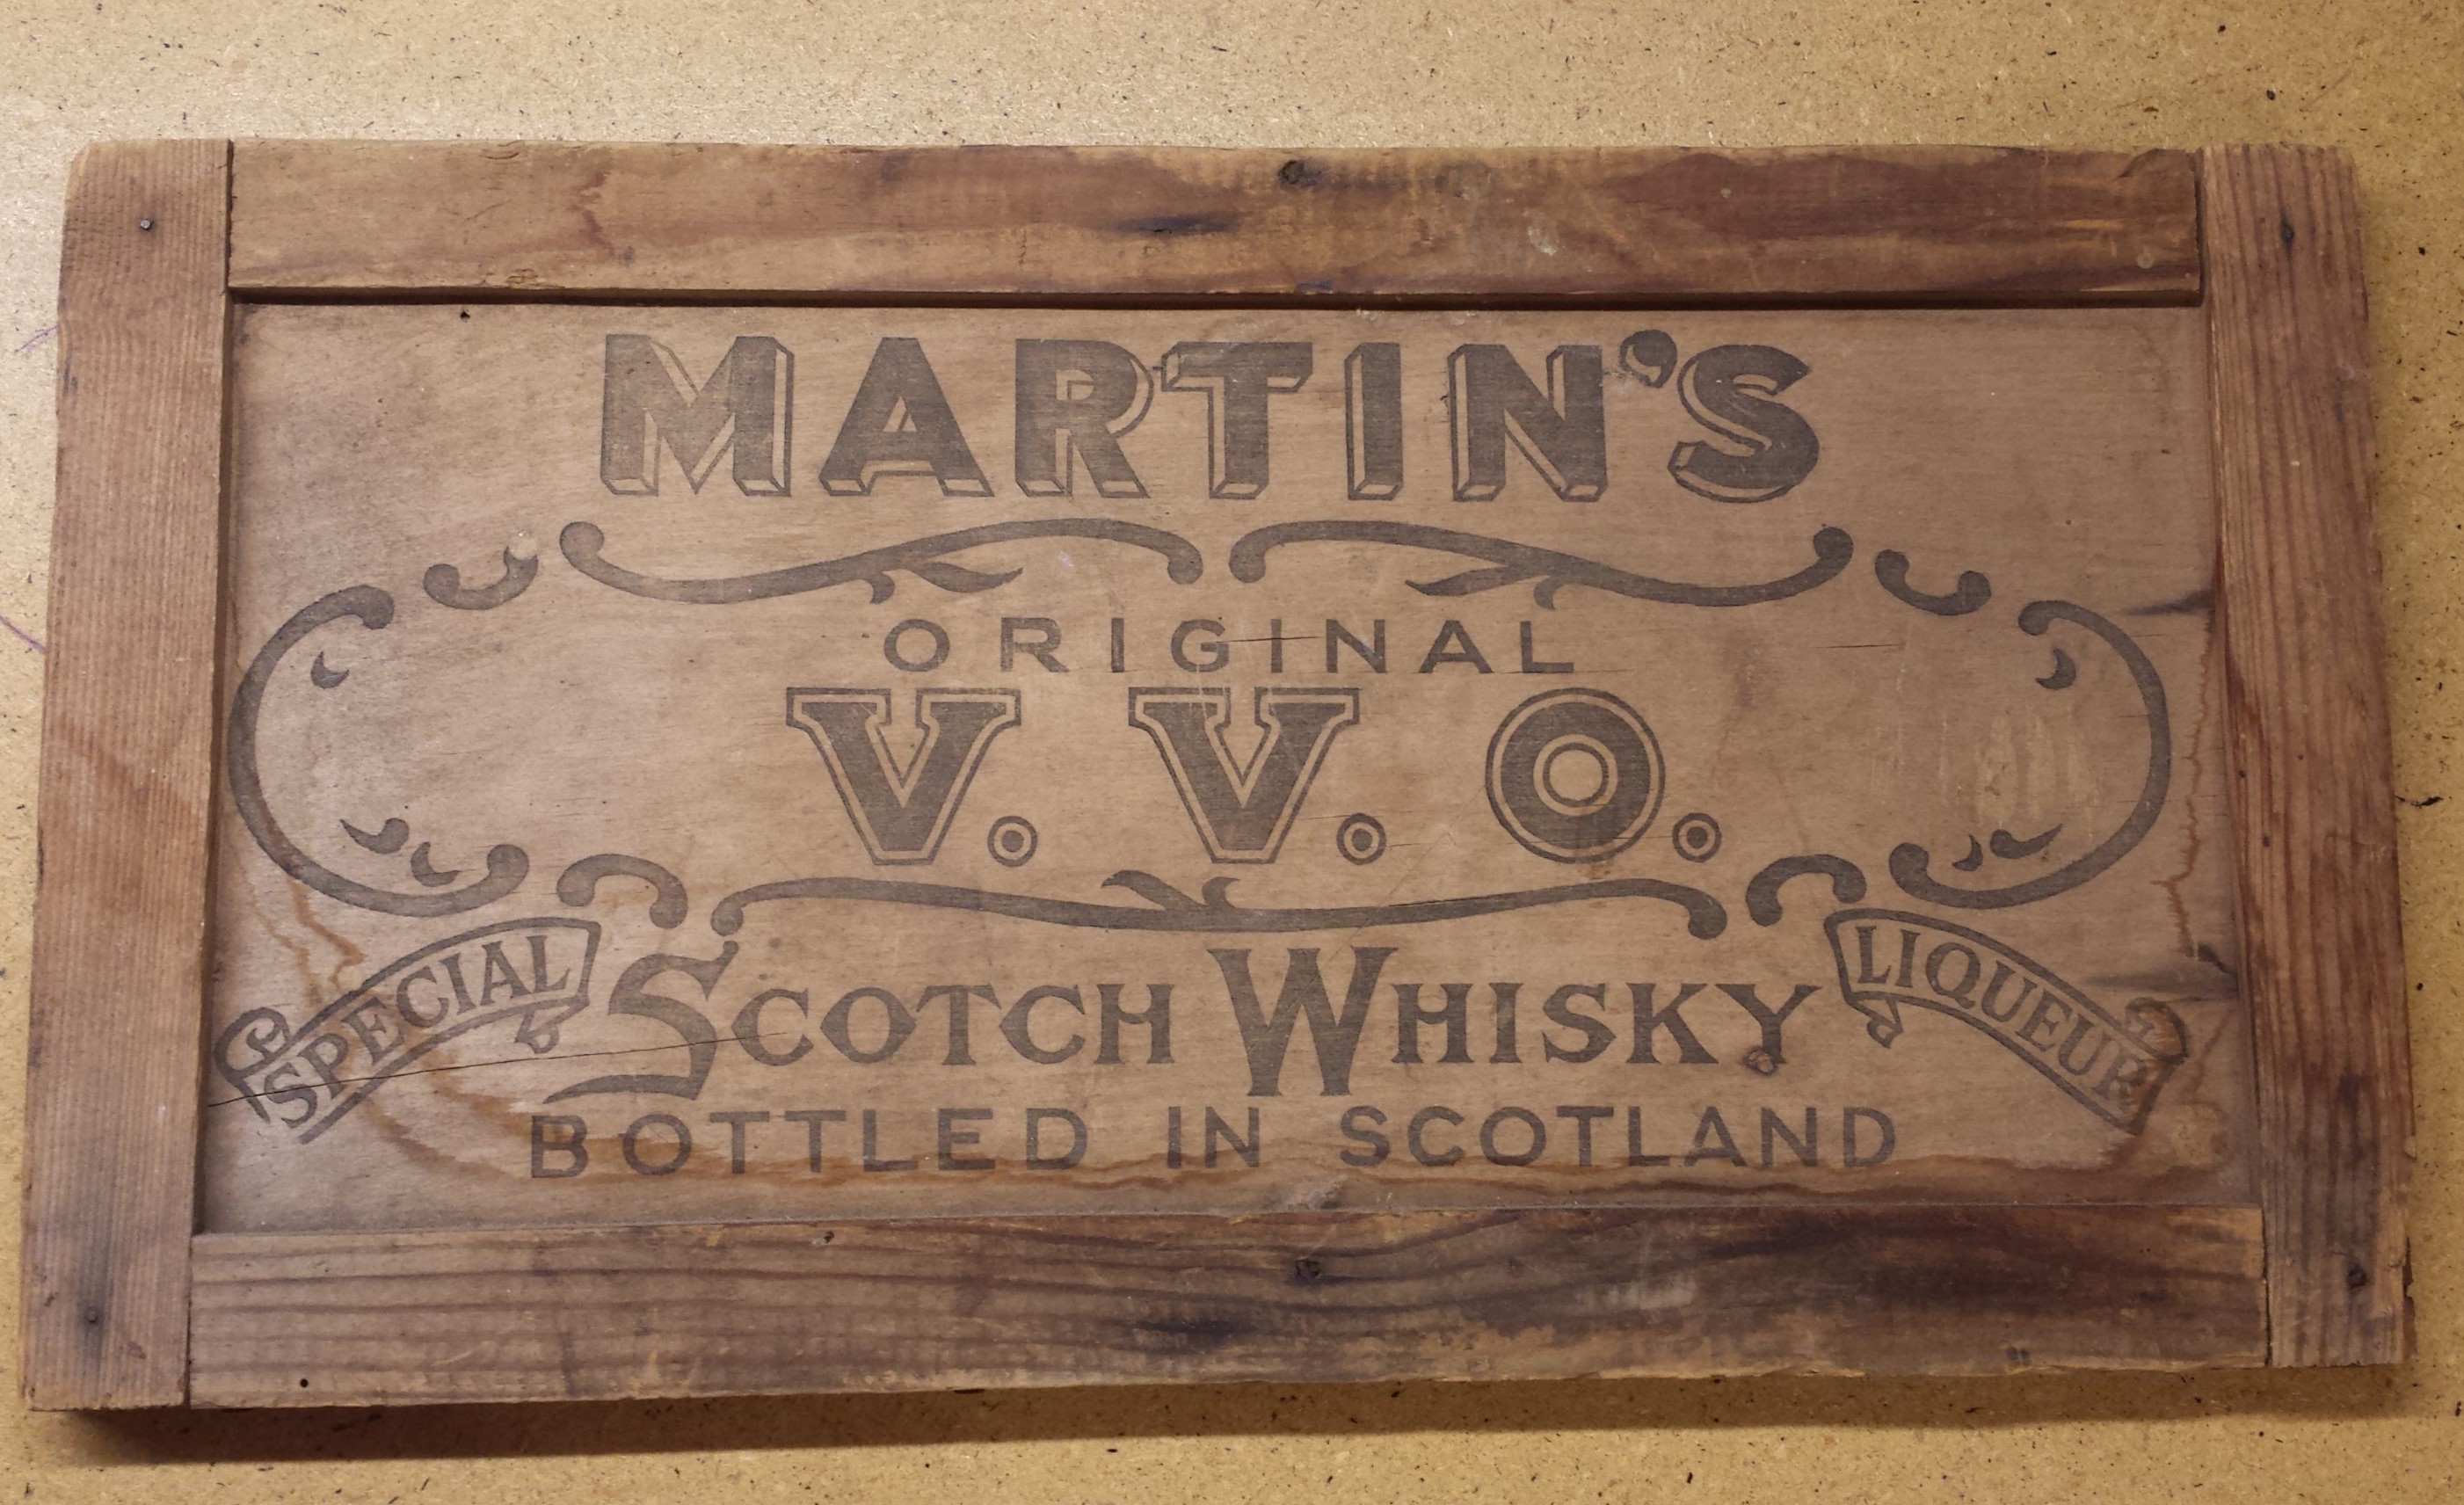 MARTIN'S
ORIGINAL
V. V. O.
SPECIAL
SCOTCH WHISKY
LIQUEUR
BOTTLED IN SCOTLAND